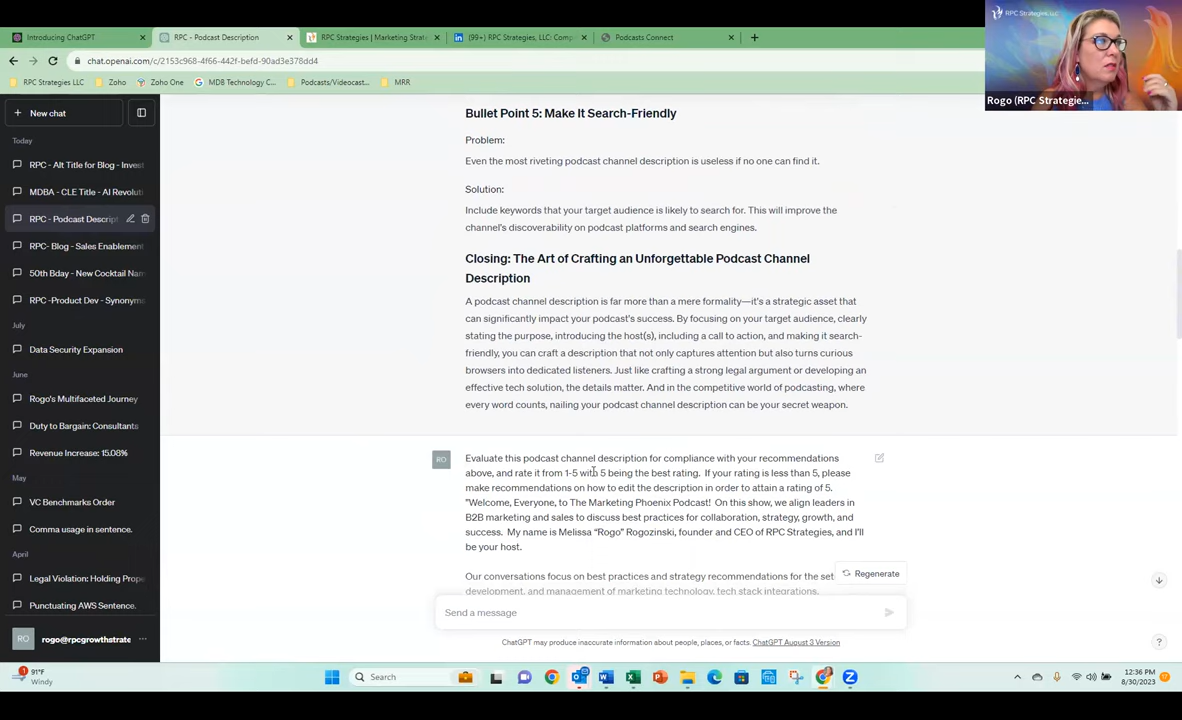 Introducing ChatGPT
RPC - Podcast Description
RPC Strategies | Marketing Strate
(99+) RPC Strategies, LLC: Comp
Podcasts Connect
chat.openai.com/c/2153c968-4f66-442f-befd-90ad3e378dd4
RPC Strategies LLC
Zoho
Zoho One
MDB Technology C...
Podcasts/Videocast...
MRR
RPC Strategies, LLC
Rogo (RPC Strategie...
New chat
Today
RPC - Alt Title for Blog - Invest
MDBA - CLE Title - AI Revoluti
RPC - Podcast Descript
RPC- Blog - Sales Enablement
50th Bday - New Cocktail Nam
RPC -Product Dev - Synonyms
July
Data Security Expansion
June
Rogo's Multifaceted Journey
Duty to Bargain: Consultants
Revenue Increase: 15.08%
May
VC Benchmarks Order
Comma usage in sentence.
April
Legal Violation: Holding Prope
Punctuating AWS Sentence.
RO
rogo@rpcgrowthstrate
Bullet Point 5: Make It Search-Friendly
Problem:
Even the most riveting podcast channel description is useless if no one can find it.
Solution:
Include keywords that your target audience is likely to search for. This will improve the
channel's discoverability on podcast platforms and search engines.
Closing: The Art of Crafting an Unforgettable Podcast Channel
Description
A podcast channel description is far more than a mere formality—it's a strategic asset that
can significantly impact your podcast's success. By focusing on your target audience, clearly
stating the purpose, introducing the host(s), including a call to action, and making it search-
friendly, you can craft a description that not only captures attention but also turns curious
browsers into dedicated listeners. Just like crafting a strong legal argument or developing an
effective tech solution, the details matter. And in the competitive world of podcasting, where
every word counts, nailing your podcast channel description can be your secret weapon.
RO
Evaluate this podcast channel description for compliance with your recommendations
above, and rate it from 1-5 with 5 being the best rating. If your rating is less than 5, please
make recommendations on how to edit the description in order to attain a rating of 5.
"Welcome, Everyone, to The Marketing Phoenix Podcast! On this show, we align leaders in
B2B marketing and sales to discuss best practices for collaboration, strategy, growth, and
success. My name is Melissa “Rogo” Rogozinski, founder and CEO of RPC Strategies, and I'll
be your host.
Our conversations focus on best practices and strategy recommendations for the set
development, and management of marketing technology, tech stack integrations,
Regenerate
Send a message
ChatGPT may produce inaccurate information about people, places, or facts. ChatGPT August 3 Version
?
1
91°F
Windy
Search
12:36 PM
8/30/2023